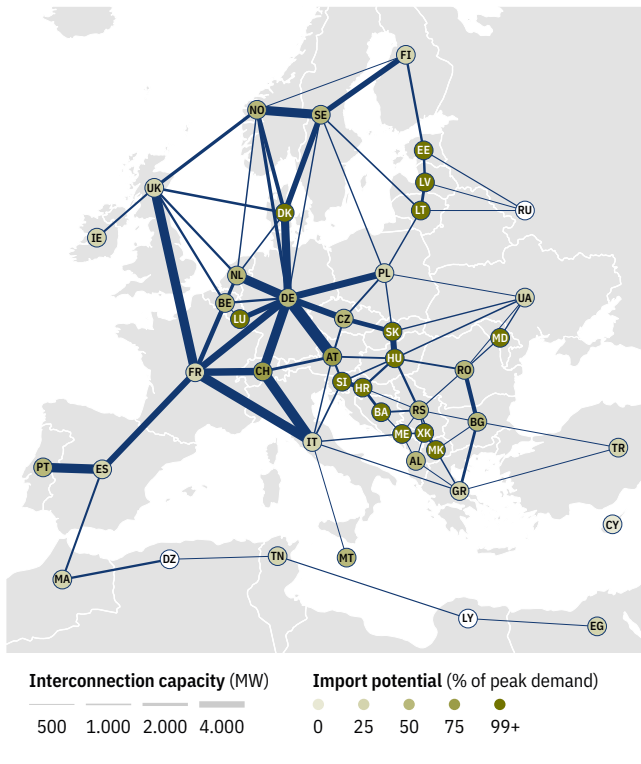 FI
NO
SE
EE
LV
UK
LT
RU
DK
IE
NL
PL
DE
UA
BE
LU
CZ
SK
MD
AT
HU
FR
CH
RO
SI
HR
BA
RS
BG
ME
XK
IT
MK
TR
AL
PT
ES
GR
CY
DZ
TN
MT
MA
LY
EG
Interconnection capacity (MW)
500 1.000 2.000 4.000
Import potential (% of peak demand)
0 25 50 75 99+